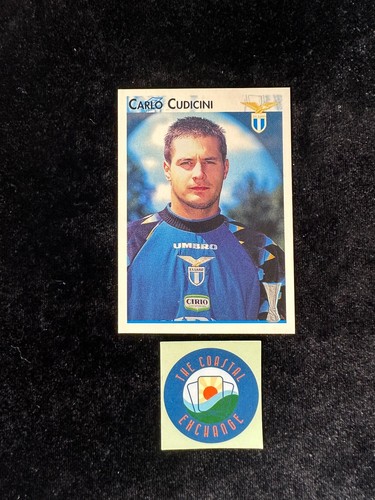 CARLO CUDICINI
UMBRO
CIRIO
THE COASTAL
EXCHANGE